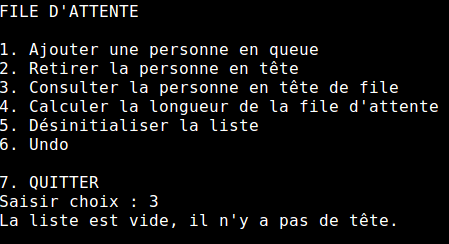 FILE D'ATTENTE
1. Ajouter une personne en queue
2. Retirer la personne en tête
3. Consulter la personne en tête de file
4. Calculer la longueur de la file d'attente
5. Désinitialiser la liste
6. Undo
7. QUITTER
Saisir choix : 3
La liste est vide, il n'y a pas de tête.